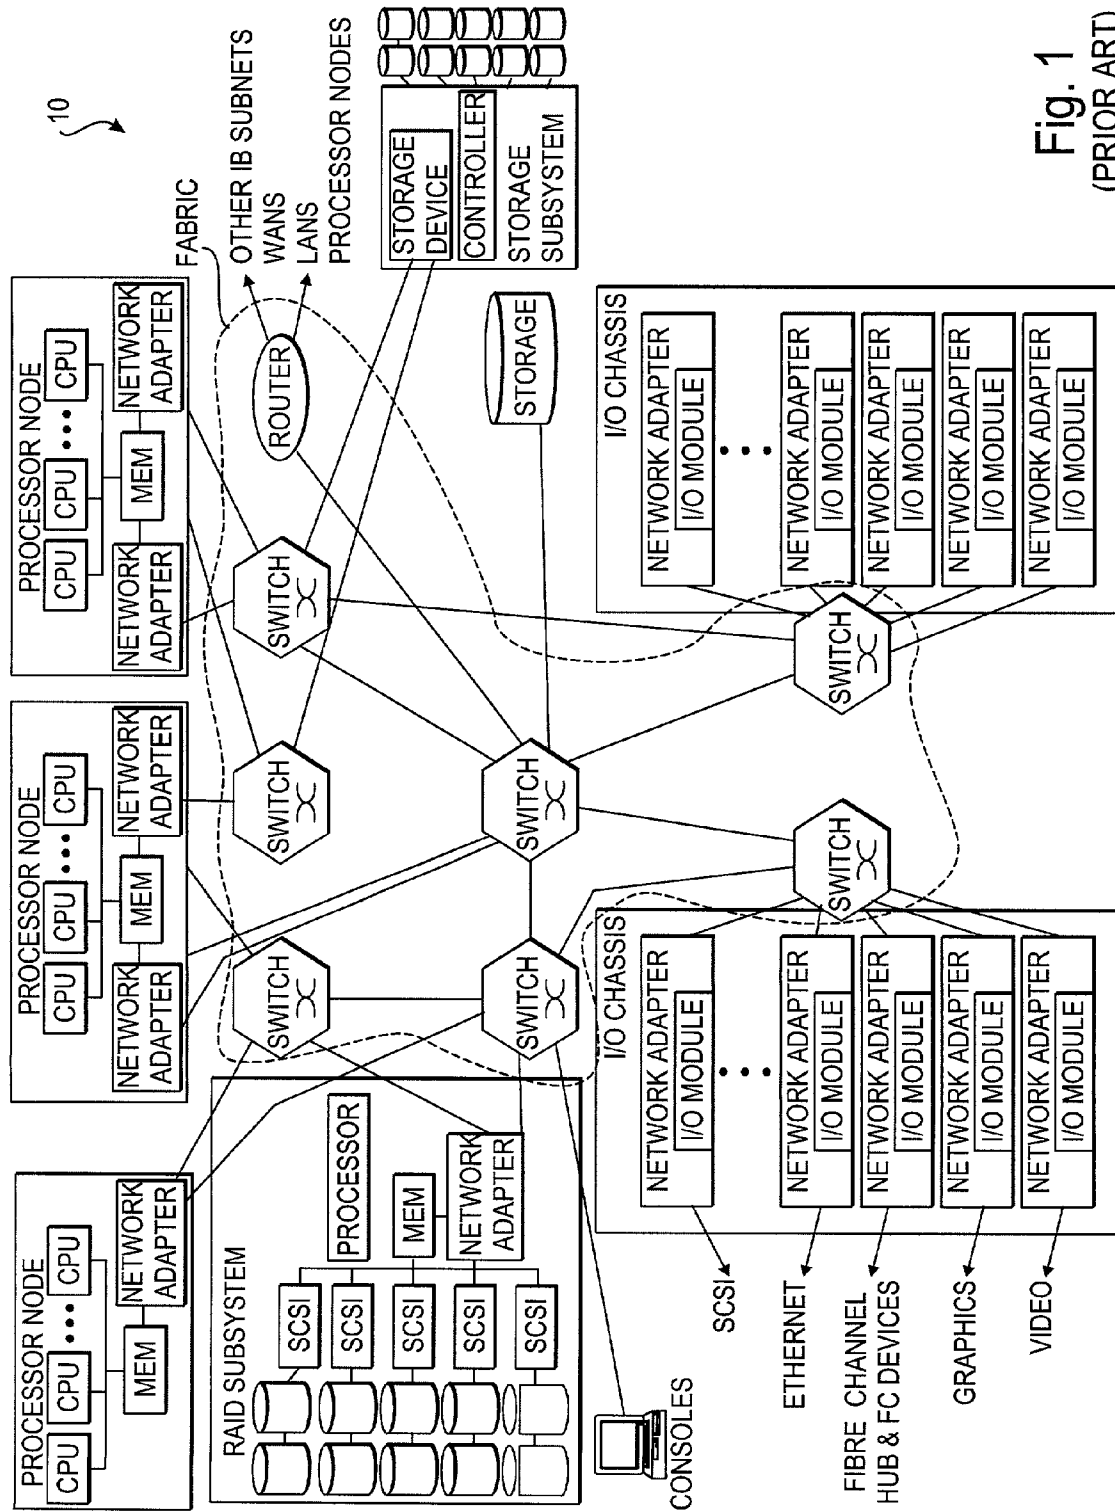 10
PROCESSOR NODE
CPU
CPU
CPU
MEM
NETWORK
ADAPTER
PROCESSOR NODE
CPU
CPU
CPU
NETWORK
ADAPTER
MEM
NETWORK
ADAPTER
PROCESSOR NODE
CPU
CPU
CPU
NETWORK
ADAPTER
MEM
NETWORK
ADAPTER
FABRIC
OTHER IB SUBNETS
WANS
LANS
PROCESSOR NODES
ROUTER
RAID SUBSYSTEM
PROCESSOR
SCSI
SCSI
SCSI
SCSI
SCSI
MEM
NETWORK
ADAPTER
SWITCH
SWITCH
SWITCH
SWITCH
SWITCH
STORAGE
DEVICE
CONTROLLER
STORAGE
SUBSYSTEM
STORAGE
CONSOLES
I/O CHASSIS
NETWORK ADAPTER
I/O MODULE
NETWORK ADAPTER
I/O MODULE
NETWORK ADAPTER
I/O MODULE
NETWORK ADAPTER
I/O MODULE
NETWORK ADAPTER
I/O MODULE
SCSI
ETHERNET
FIBRE CHANNEL
HUB & FC DEVICES
GRAPHICS
VIDEO
SWITCH
SWITCH
I/O CHASSIS
NETWORK ADAPTER
I/O MODULE
NETWORK ADAPTER
I/O MODULE
NETWORK ADAPTER
I/O MODULE
NETWORK ADAPTER
I/O MODULE
NETWORK ADAPTER
I/O MODULE
Fig. 1
(PRIOR ART)